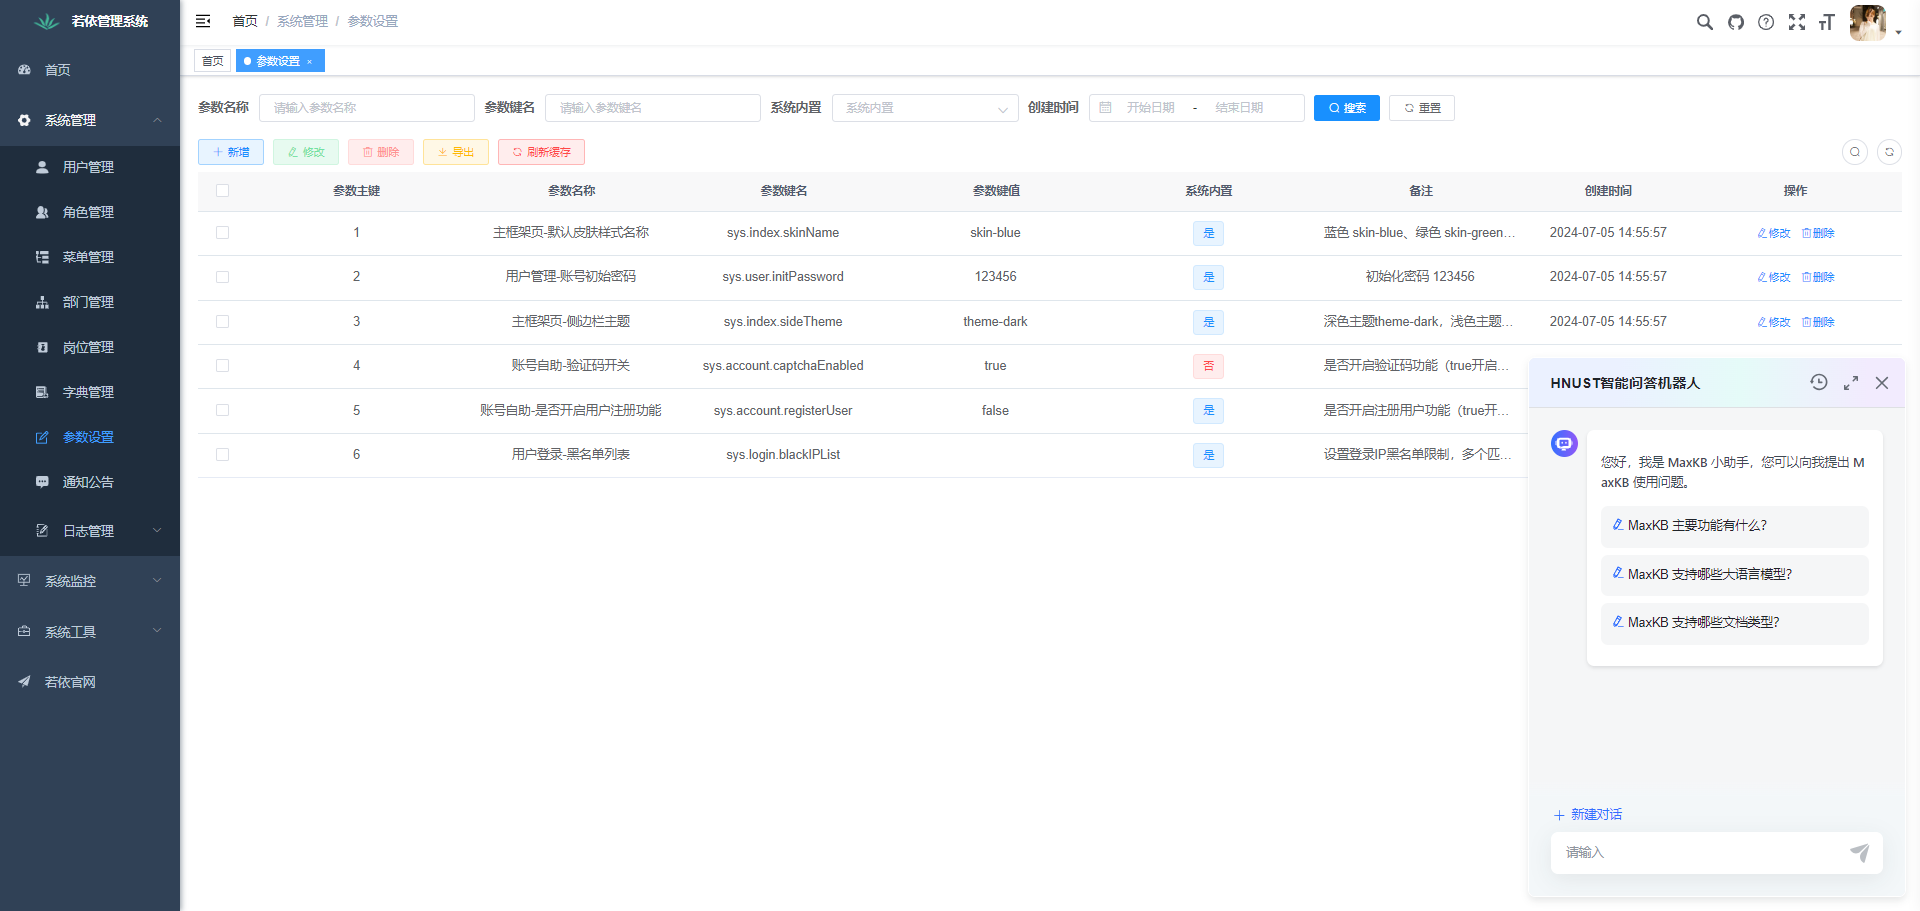 若依管理系统
首页 / 系统管理 / 参数设置
首页
参数设置 ×
首页
系统管理
用户管理
角色管理
菜单管理
部门管理
岗位管理
字典管理
参数设置
通知公告
日志管理
系统监控
系统工具
若依官网
参数名称 请输入参数名称 参数键名 请输入参数键名 系统内置 系统内置 创建时间 开始日期 - 结束日期 搜索 重置
新增 修改 删除 导出 刷新缓存
参数主键 参数名称 参数键名 参数键值 系统内置 备注 创建时间 操作
1 主框架页-默认皮肤样式名称 sys.index.skinName skin-blue 是 蓝色 skin-blue、绿色 skin-green… 2024-07-05 14:55:57 修改 删除
2 用户管理-账号初始密码 sys.user.initPassword 123456 是 初始化密码 123456 2024-07-05 14:55:57 修改 删除
3 主框架页-侧边栏主题 sys.index.sideTheme theme-dark 是 深色主题theme-dark，浅色主题… 2024-07-05 14:55:57 修改 删除
4 账号自助-验证码开关 sys.account.captchaEnabled true 否 是否开启验证码功能（true开启…
5 账号自助-是否开启用户注册功能 sys.account.registerUser false 是 是否开启注册用户功能（true开…
6 用户登录-黑名单列表 sys.login.blackIPList 是 设置登录IP黑名单限制，多个匹…
HNUST智能问答机器人
您好，我是 MaxKB 小助手，您可以向我提出 M
axKB 使用问题。
MaxKB 主要功能有什么？
MaxKB 支持哪些大语言模型？
MaxKB 支持哪些文档类型？
新建对话
请输入